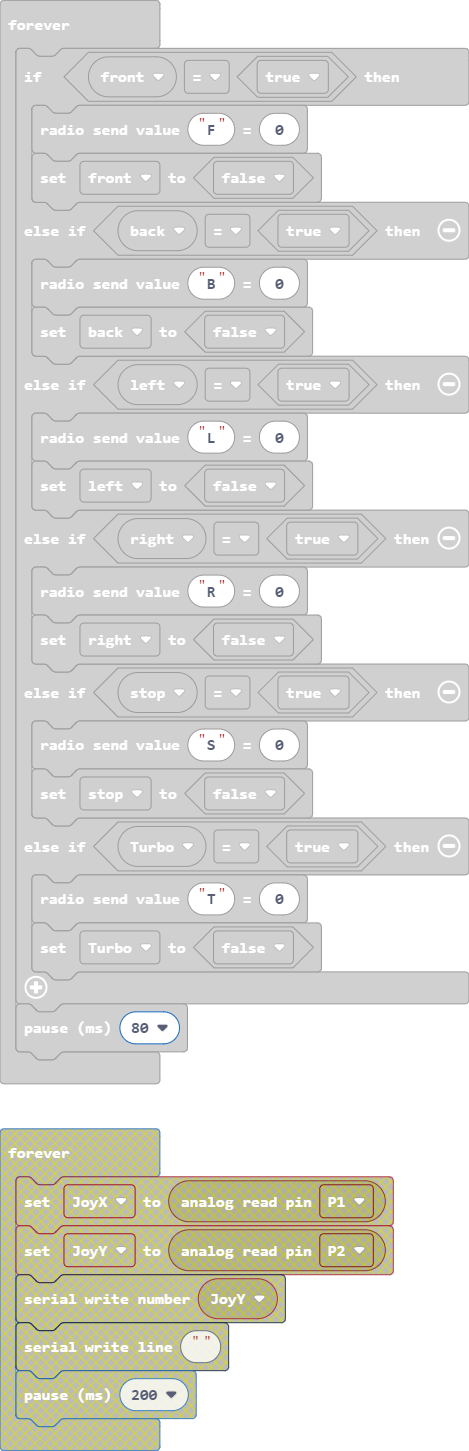 forever
if front = true then
radio send value "F" = 0
set front to false
else if back = true then
radio send value "B" = 0
set back to false
else if left = true then
radio send value "L" = 0
set left to false
else if right = true then
radio send value "R" = 0
set right to false
else if stop = true then
radio send value "S" = 0
set stop to false
else if Turbo = true then
radio send value "T" = 0
set Turbo to false
pause (ms) 80
forever
set JoyX to analog read pin P1
set JoyY to analog read pin P2
serial write number JoyY
serial write line " "
pause (ms) 200